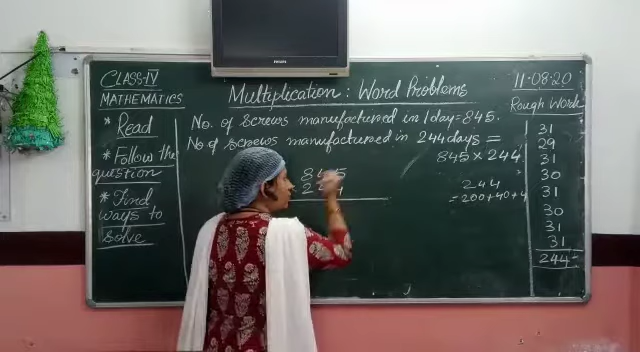 PHILIPS
CLASS-IV
MATHEMATICS
* Read
* Follow the
question
* Find
ways to
solve
Multiplication : Word Problems
No. of screws manufactured in 1 day = 845.
No of screws manufactured in 244 days =
845 × 244
244
= 200 + 40 + 4
845
244
11-08-20
Rough Work
31
29
31
30
31
30
31
31
244